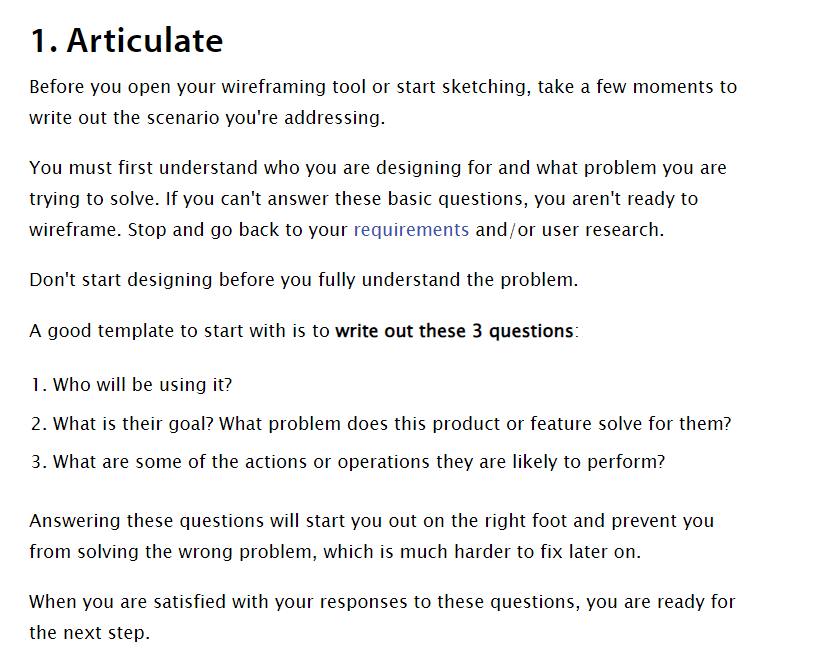 1. Articulate
Before you open your wireframing tool or start sketching, take a few moments to
write out the scenario you're addressing.
You must first understand who you are designing for and what problem you are
trying to solve. If you can't answer these basic questions, you aren't ready to
wireframe. Stop and go back to your requirements and/or user research.
Don't start designing before you fully understand the problem.
A good template to start with is to write out these 3 questions:
1. Who will be using it?
2. What is their goal? What problem does this product or feature solve for them?
3. What are some of the actions or operations they are likely to perform?
Answering these questions will start you out on the right foot and prevent you
from solving the wrong problem, which is much harder to fix later on.
When you are satisfied with your responses to these questions, you are ready for
the next step.